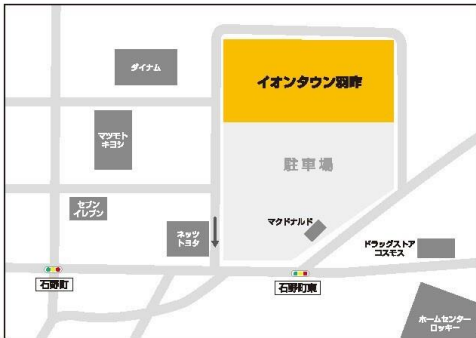 ダイナム
イオンタウン羽咋
マツモト
キヨシ
駐車場
セブン
イレブン
マクドナルド
ネッツ
トヨタ
ドラッグストア
コスモス
石野町
石野町東
ホームセンター
ロッキー